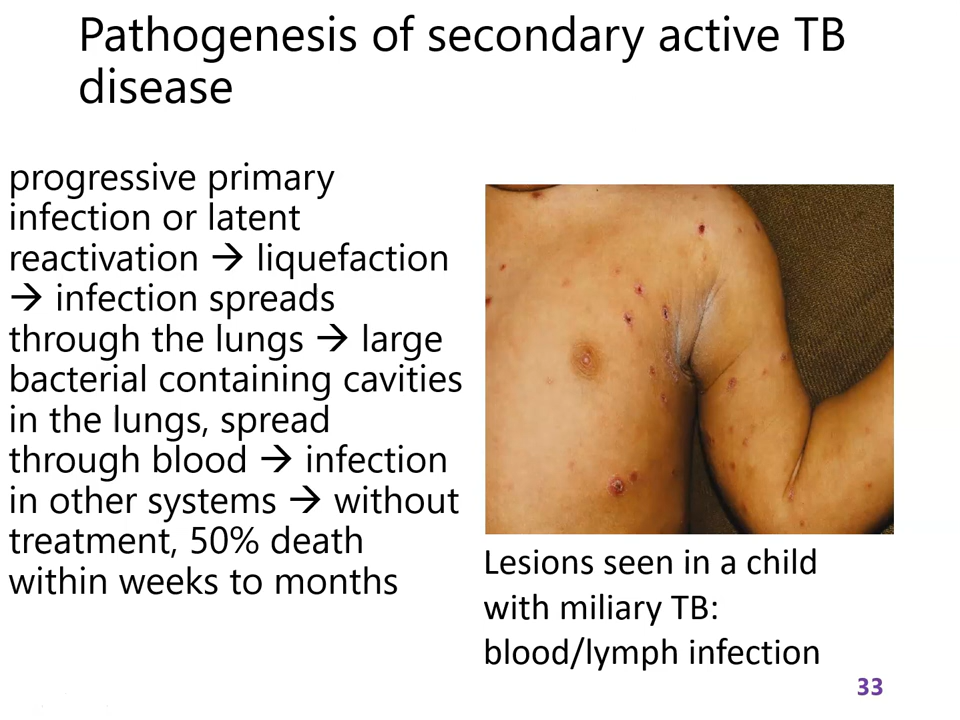 Pathogenesis of secondary active TB
disease
progressive primary
infection or latent
reactivation → liquefaction
→ infection spreads
through the lungs → large
bacterial containing cavities
in the lungs, spread
through blood → infection
in other systems → without
treatment, 50% death
within weeks to months
Lesions seen in a child
with miliary TB:
blood/lymph infection
33